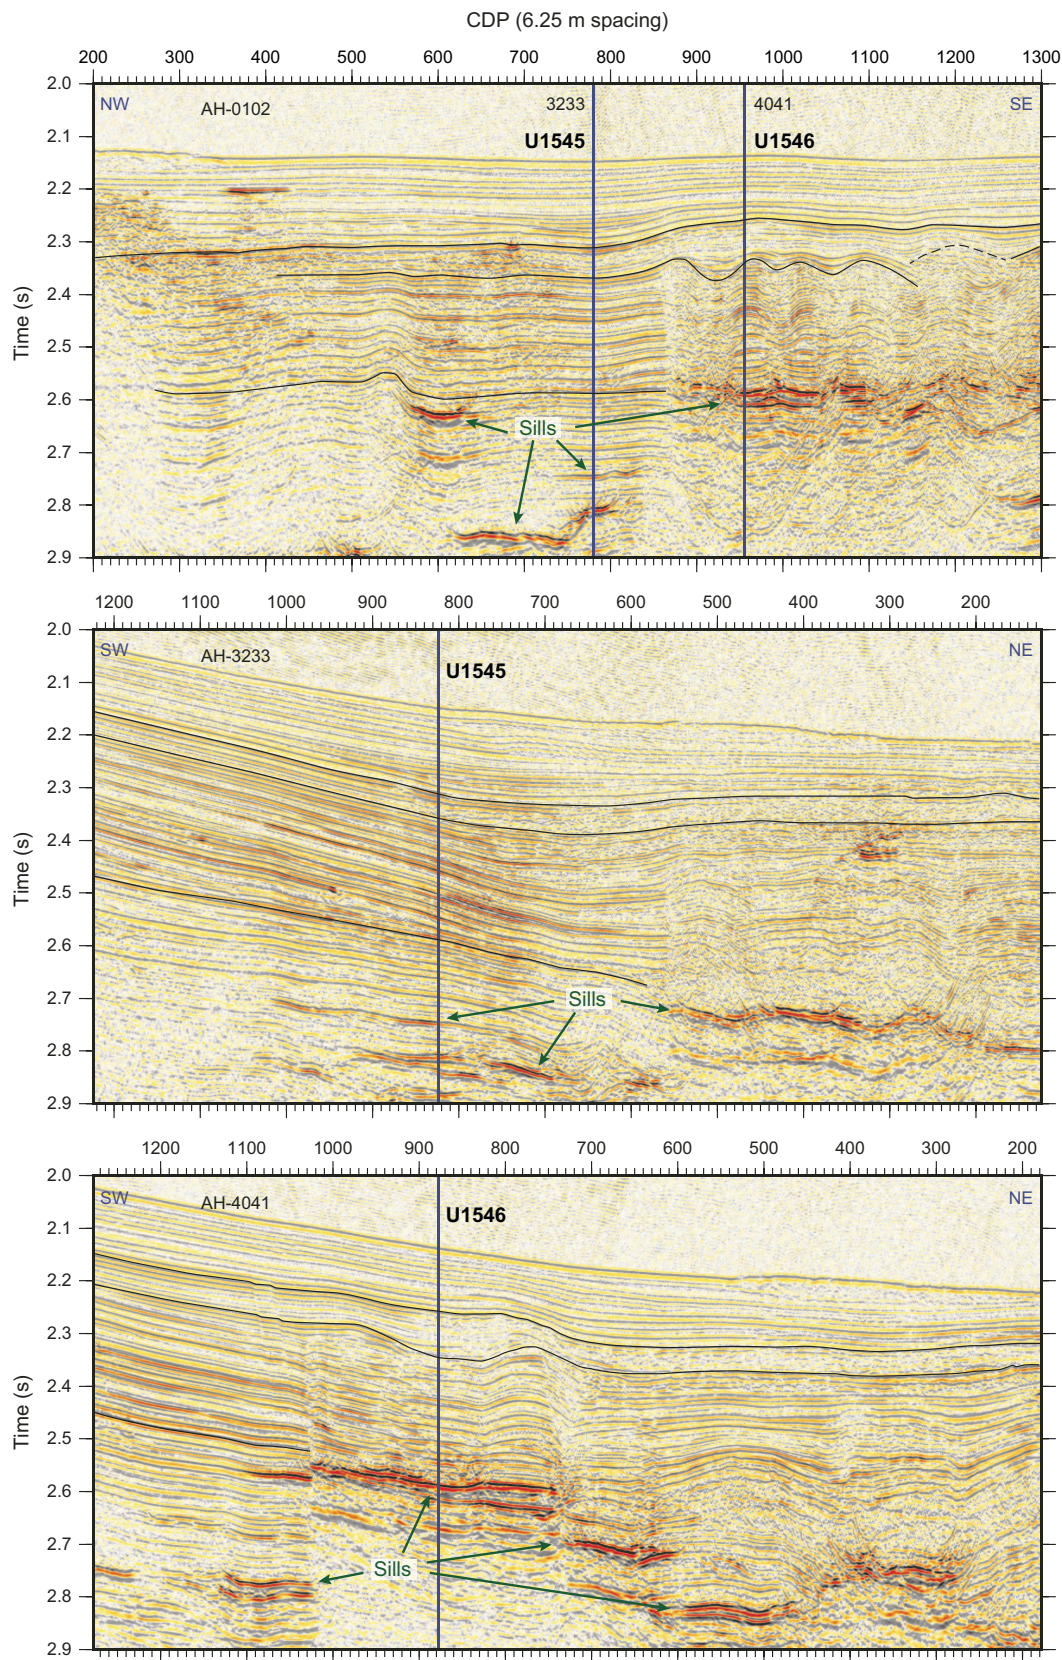 CDP (6.25 m spacing)
200 300 400 500 600 700 800 900 1000 1100 1200 1300
2.0
NW AH-0102 3233 4041 SE
U1545 U1546
2.1
2.2
2.3
2.4
Time (s)
2.5
2.6
Sills
2.7
2.8
2.9
1200 1100 1000 900 800 700 600 500 400 300 200
2.0
SW AH-3233 U1545 NE
2.1
2.2
2.3
2.4
Time (s)
2.5
2.6
2.7
Sills
2.8
2.9
1200 1100 1000 900 800 700 600 500 400 300 200
2.0
SW AH-4041 U1546 NE
2.1
2.2
2.3
2.4
Time (s)
2.5
2.6
2.7
Sills
2.8
2.9